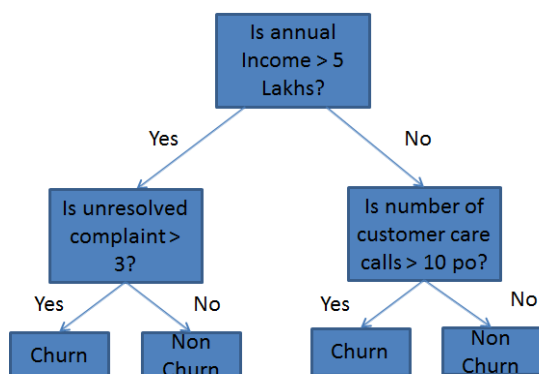 Is annual
Income > 5
Lakhs?
Yes
No
Is unresolved
complaint >
3?
Is number of
customer care
calls > 10 po?
Yes
No
Yes
No
Churn
Non
Churn
Churn
Non
Churn